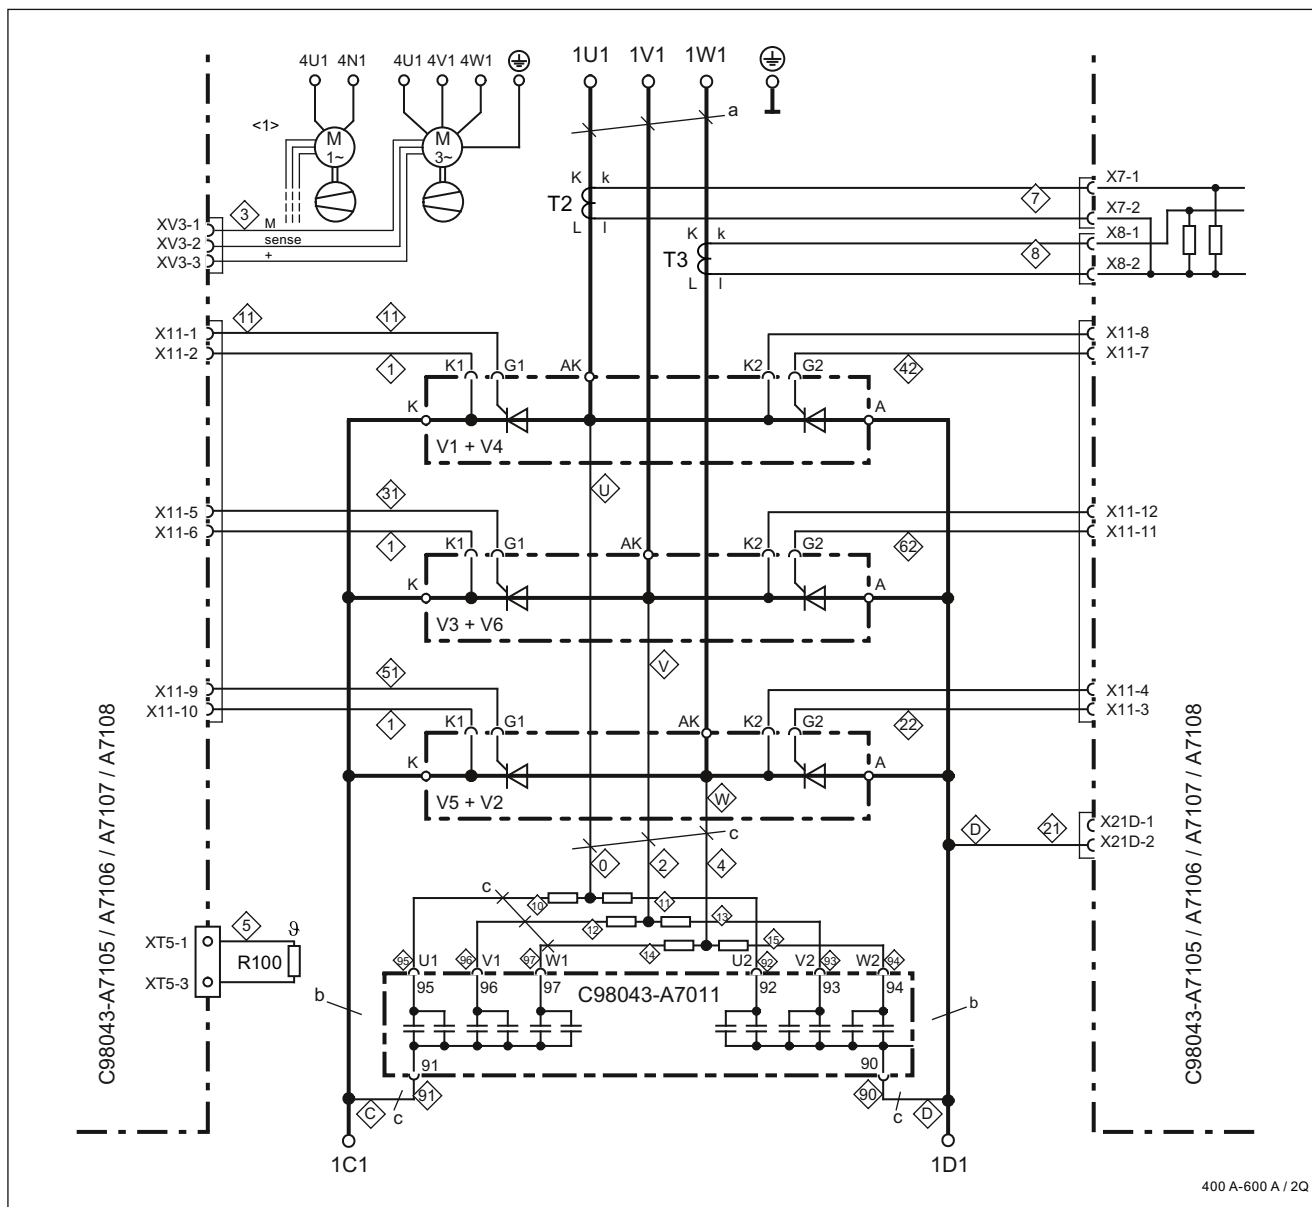 4U1 4N1 4U1 4V1 4W1 1U1 1V1 1W1
<1>
M
1~
M
3~
a
K k
T2
L l
K k
T3
L l
7
8
X7-1
X7-2
X8-1
X8-2
XV3-1
XV3-2
XV3-3
3
M
sense
+
X11-1
X11-2
11
11
1
K1 G1 AK K2 G2
42
X11-8
X11-7
K
A
V1 + V4
U
X11-5
X11-6
31
1
K1 G1 AK K2 G2
62
X11-12
X11-11
K
A
V3 + V6
V
X11-9
X11-10
51
1
K1 G1 AK K2 G2
22
X11-4
X11-3
K
A
V5 + V2
W
c
0
2
4
D
21
X21D-1
X21D-2
c
10
11
12
13
14
15
XT5-1
XT5-3
5
ϑ
R100
95 U1 96 V1 97 W1 U2 92 V2 93 W2 94
95 96 97 C98043-A7011 92 93 94
b
b
91
90
91
90
C
c
c
D
1C1
1D1
C98043-A7105 / A7106 / A7107 / A7108
C98043-A7105 / A7106 / A7107 / A7108
400 A-600 A / 2Q